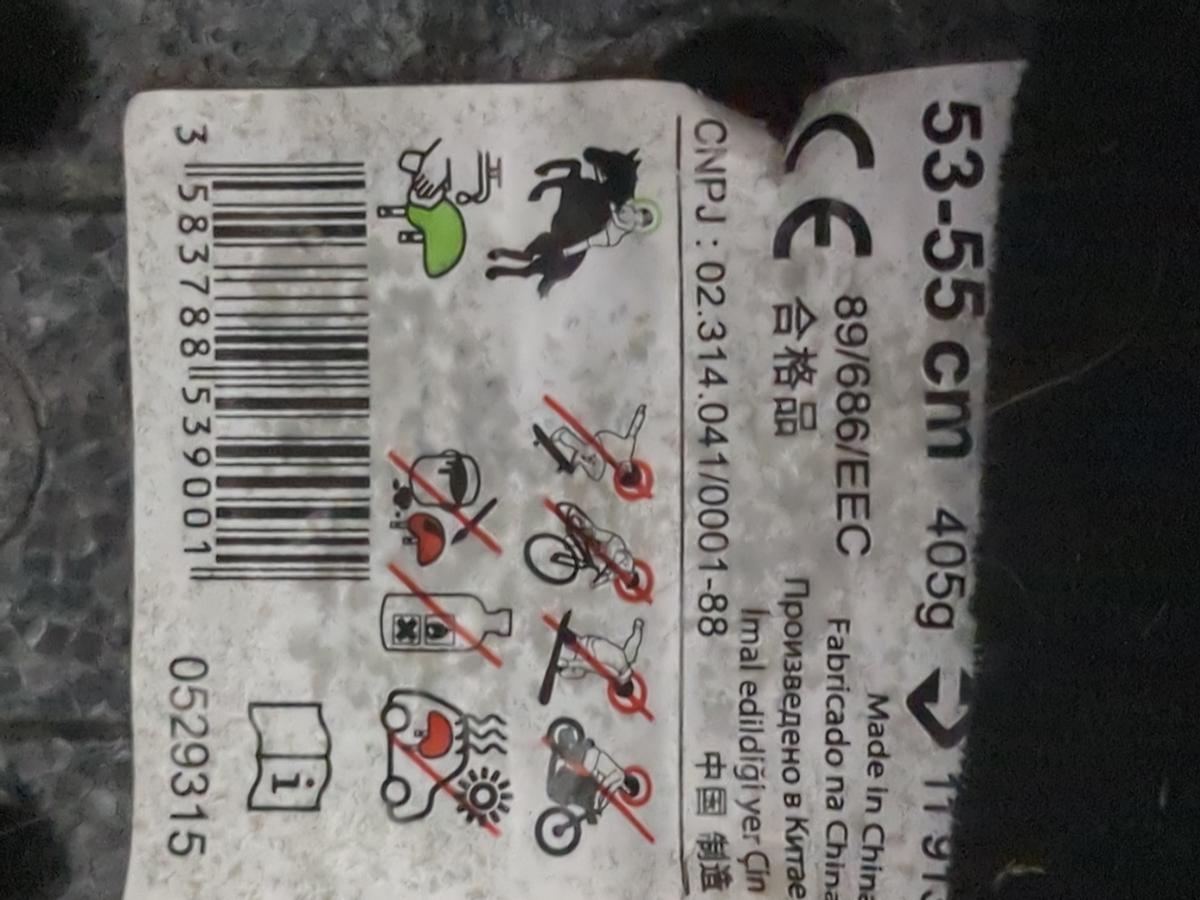 53-55 cm 405g
CE 89/686/EEC
合格品
Made in China
Fabricado na China
Произведено в Китае
İmal edildiği yer Çin
CNPJ : 02.314.041/0001-88
中国 制造
i
3 583788 539001
0529315